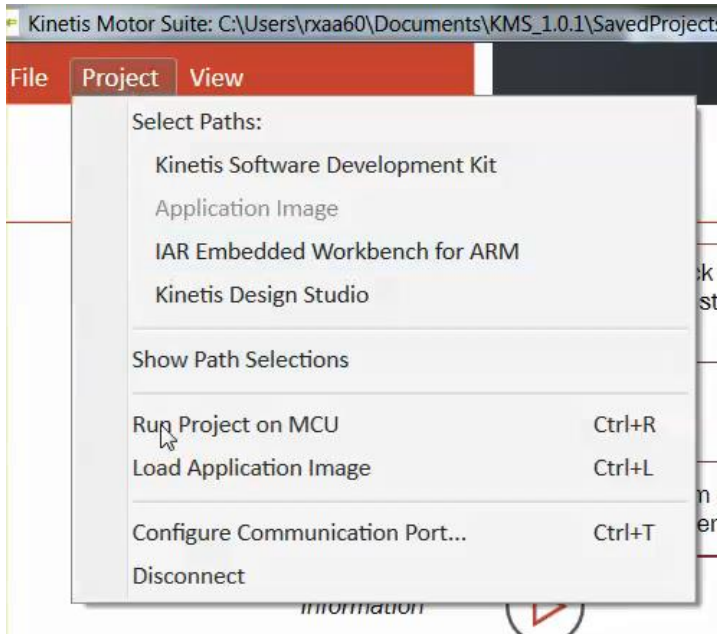 Kinetis Motor Suite: C:\Users\rxaa60\Documents\KMS_1.0.1\SavedProject
File Project View
Select Paths:
Kinetis Software Development Kit
Application Image
IAR Embedded Workbench for ARM
Kinetis Design Studio
Show Path Selections
Run Project on MCU Ctrl+R
Load Application Image Ctrl+L
Configure Communication Port... Ctrl+T
Disconnect
information